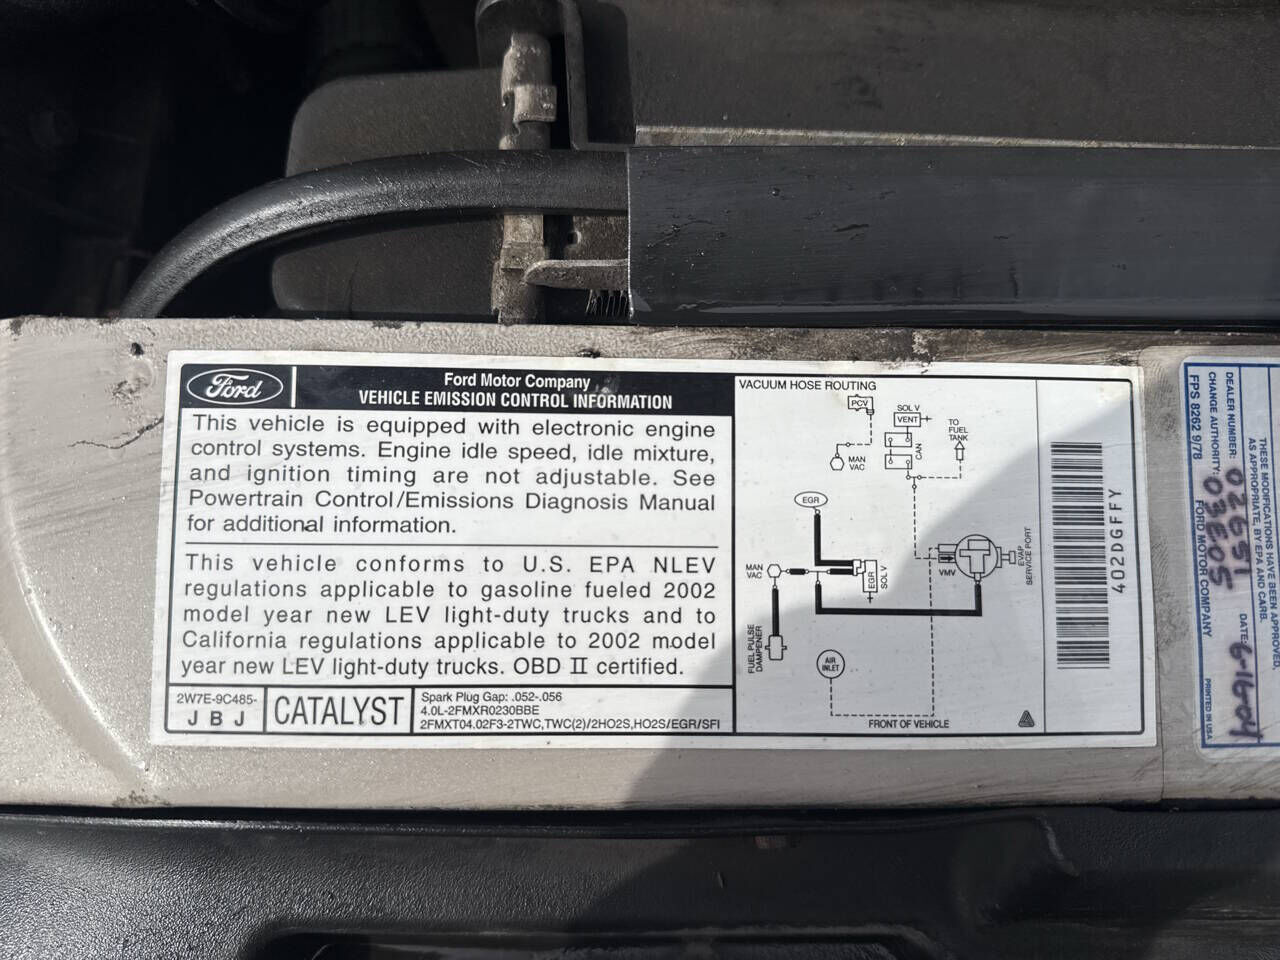 Ford
Ford Motor Company
VEHICLE EMISSION CONTROL INFORMATION
This vehicle is equipped with electronic engine
control systems. Engine idle speed, idle mixture,
and ignition timing are not adjustable. See
Powertrain Control/Emissions Diagnosis Manual
for additional information.
This vehicle conforms to U.S. EPA NLEV
regulations applicable to gasoline fueled 2002
model year new LEV light-duty trucks and to
California regulations applicable to 2002 model
year new LEV light-duty trucks. OBD II certified.
2W7E-9C485-
J B J
CATALYST
Spark Plug Gap: .052-.056
4.0L-2FMXR0230BBE
2FMXT04.02F3-2TWC,TWC(2)/2HO2S,HO2S/EGR/SFI
VACUUM HOSE ROUTING
PCV
MAN
VAC
SOL V
VENT
CAN
TO
FUEL
TANK
EGR
MAN
VAC
EGR
SOL V
VMV
EVAP
SERVICE PORT
FUEL PULSE
DAMPENER
AIR
INLET
FRONT OF VEHICLE
402DGFFY
THESE MODIFICATIONS HAVE BEEN APPROVED,
AS APPROPRIATE, BY EPA AND CARB.
DEALER NUMBER: 02651 DATE: 6-16-04
CHANGE AUTHORITY: 03E05
FORD MOTOR COMPANY
FPS 8262 9/78
PRINTED IN USA